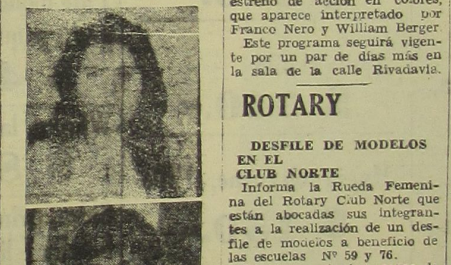 estreno de acción en colores,
que aparece interpretado por
Franco Nero y William Berger
Este programa seguirá vigen-
te por un par de días más en
la sala de la calle Rivadavia.
ROTARY
DESFILE DE MODELOS
EN EL
CLUB NORTE
Informa la Rueda Femeni-
na del Rotary Club Norte que
están abocadas sus integran-
tes a la realización de un des-
file de modelos a beneficio de
las escuelas Nº 59 y 76.